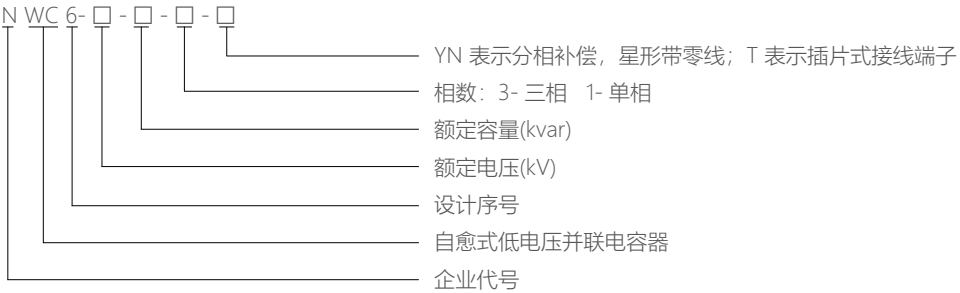 N WC 6- □ - □ - □ - □
YN 表示分相补偿，星形带零线；T 表示插片式接线端子
相数：3- 三相 1- 单相
额定容量(kvar)
额定电压(kV)
设计序号
自愈式低电压并联电容器
企业代号